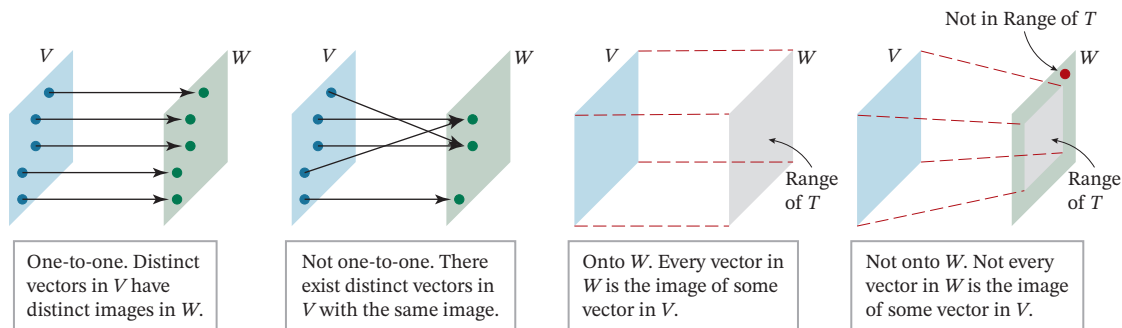 Not in Range of T
V
W
V
W
V
W
V
W
Range
of T
Range
of T
One-to-one. Distinct
vectors in V have
distinct images in W.
Not one-to-one. There
exist distinct vectors in
V with the same image.
Onto W. Every vector in
W is the image of some
vector in V.
Not onto W. Not every
vector in W is the image
of some vector in V.